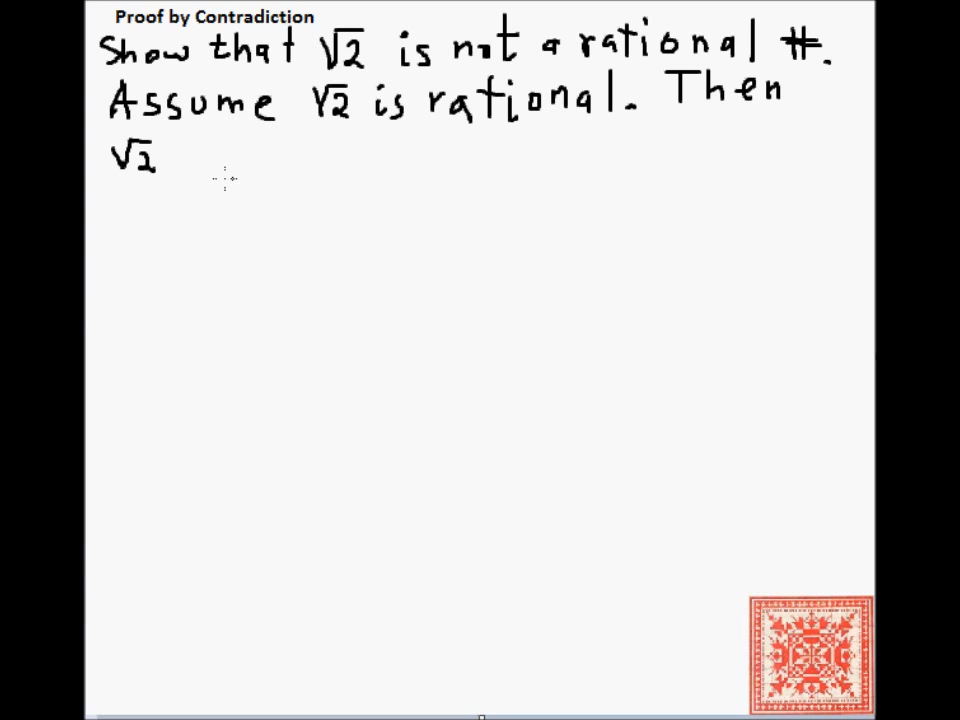 Proof by Contradiction
Show that √2 is not a rational #.
Assume √2 is rational. Then
√2